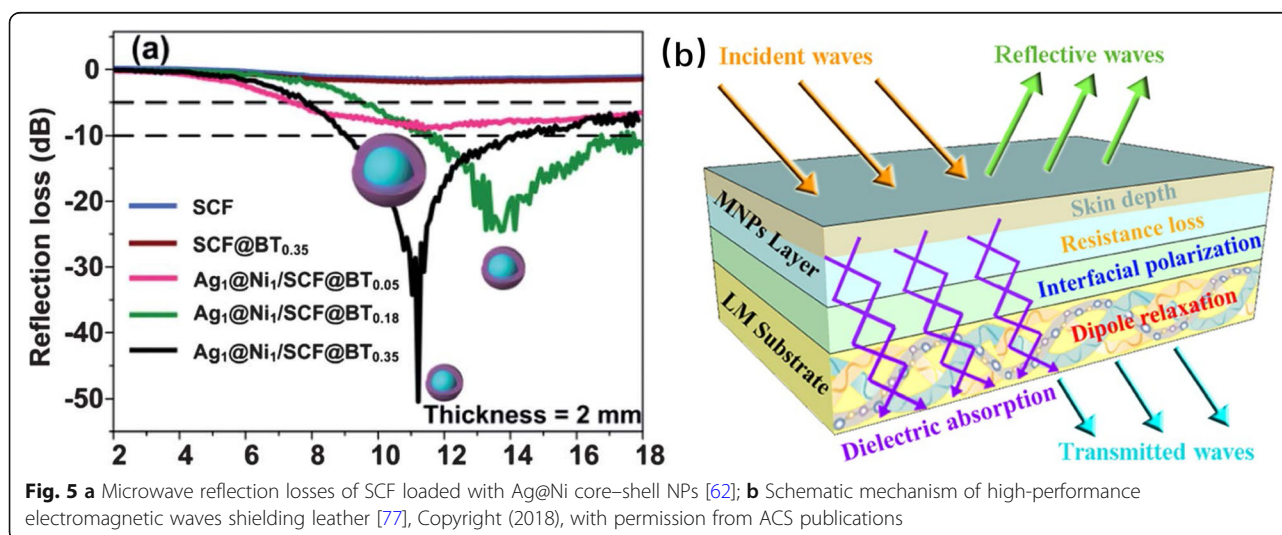 (a)
0
-10
-20
-30
-40
-50
Reflection loss (dB)
SCF
SCF@BT0.35
Ag1@Ni1/SCF@BT0.05
Ag1@Ni1/SCF@BT0.18
Ag1@Ni1/SCF@BT0.35
Thickness = 2 mm
2 4 6 8 10 12 14 16 18
(b)
Incident waves
Reflective waves
MNPs Layer
LM Substrate
Skin depth
Resistance loss
Interfacial polarization
Dipole relaxation
Dielectric absorption
Transmitted waves
Fig. 5 a Microwave reflection losses of SCF loaded with Ag@Ni core–shell NPs [62]; b Schematic mechanism of high-performance
electromagnetic waves shielding leather [77], Copyright (2018), with permission from ACS publications